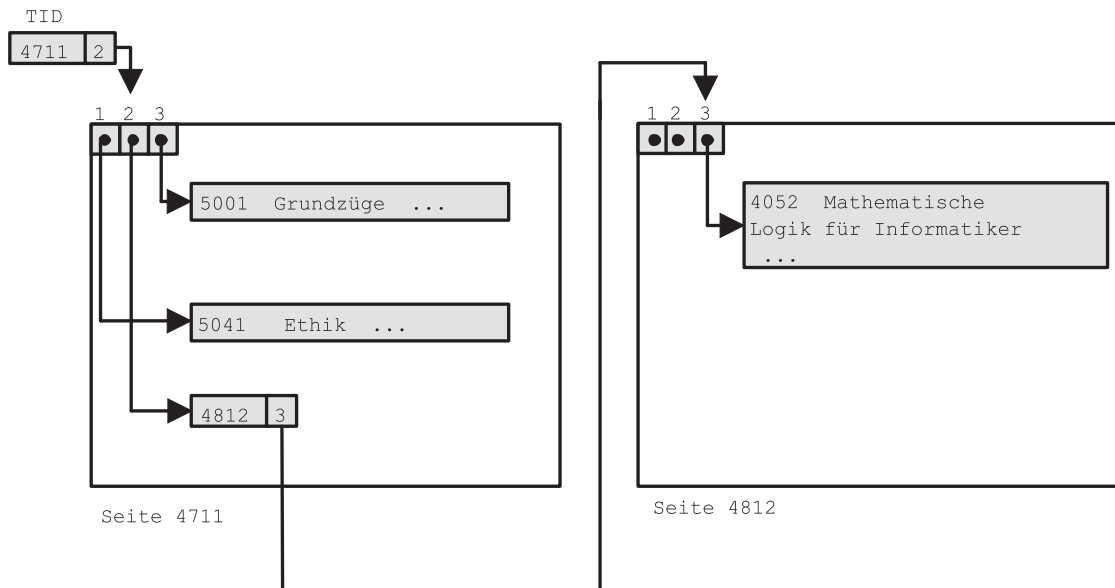 TID
4711 2
1 2 3
5001 Grundzüge ...
5041 Ethik ...
4812 3
Seite 4711
1 2 3
4052 Mathematische
Logik für Informatiker
...
Seite 4812